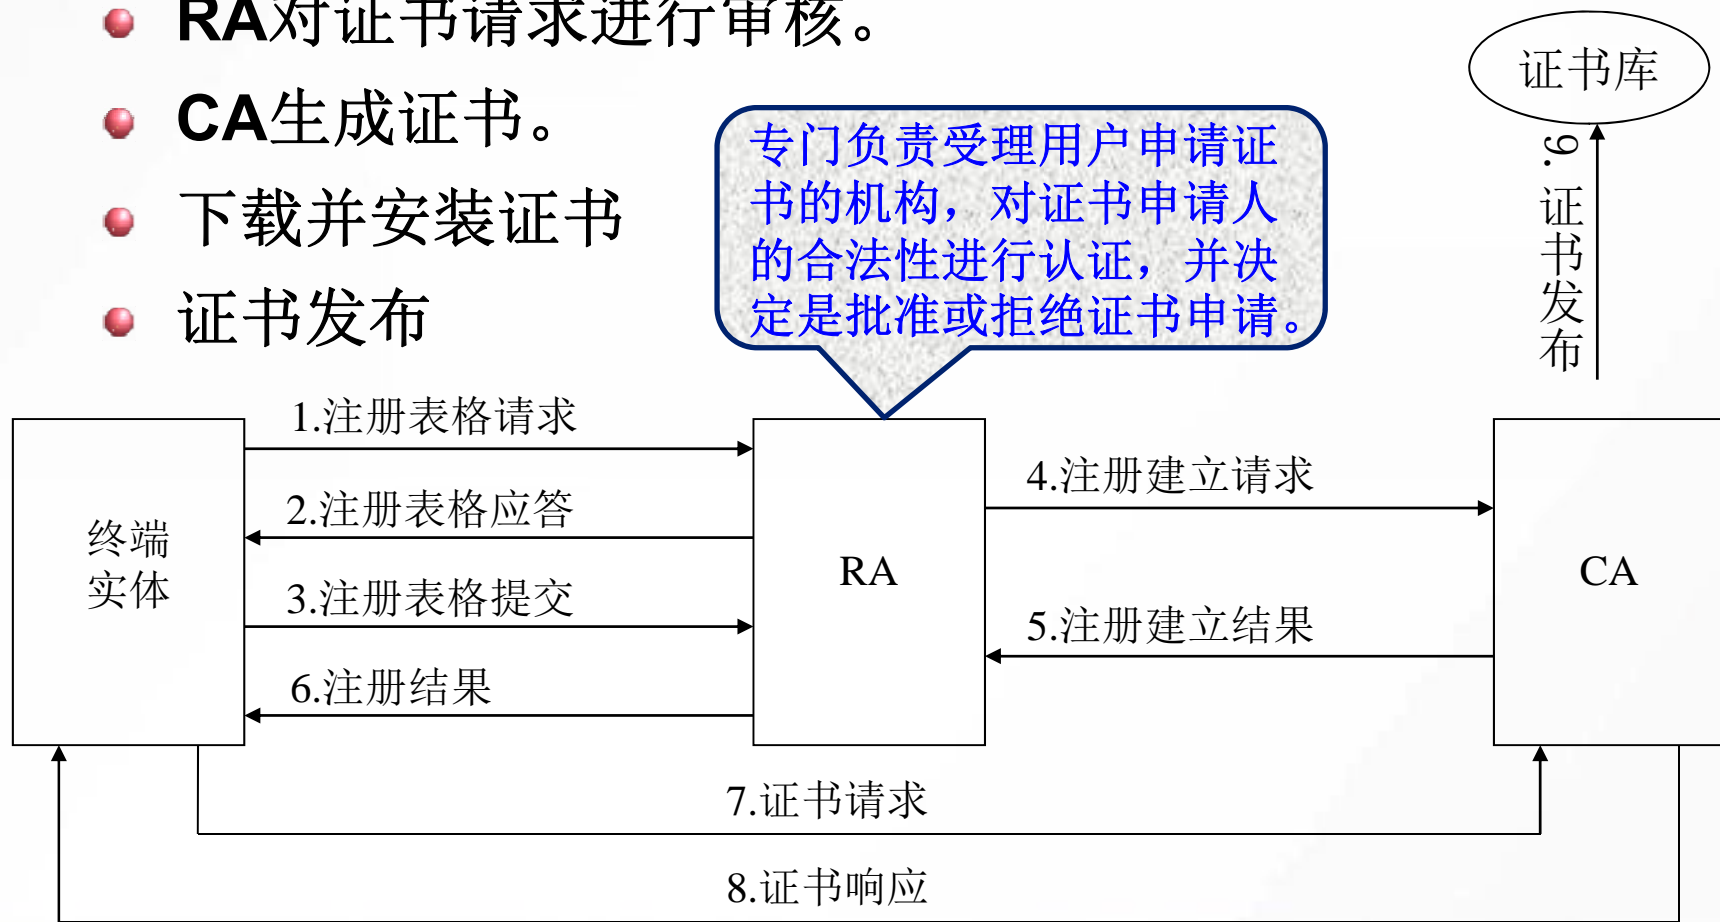 RA对证书请求进行审核。
CA生成证书。
下载并安装证书
证书发布
专门负责受理用户申请证
书的机构，对证书申请人
的合法性进行认证，并决
定是批准或拒绝证书申请。
证书库
9. 证书发布
1.注册表格请求
2.注册表格应答
3.注册表格提交
6.注册结果
终端
实体
RA
4.注册建立请求
5.注册建立结果
CA
7.证书请求
8.证书响应